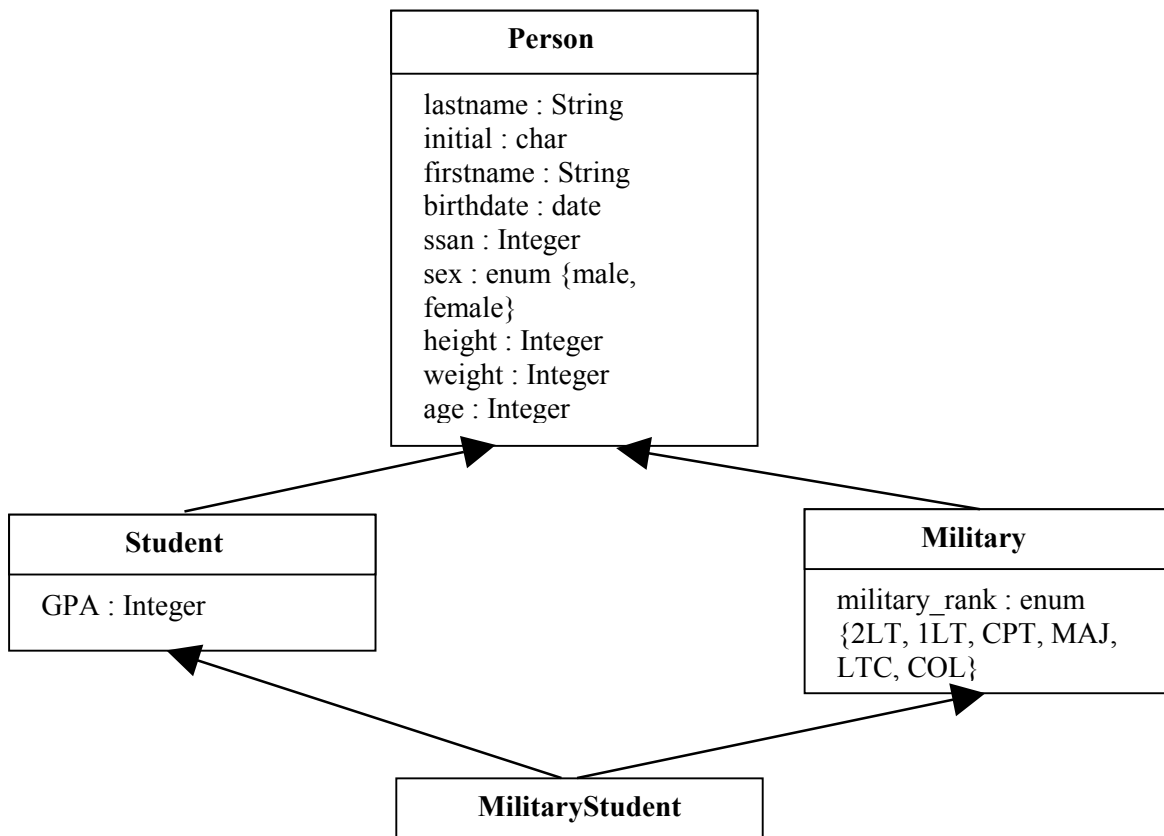 Person
lastname : String
initial : char
firstname : String
birthdate : date
ssan : Integer
sex : enum {male,
female}
height : Integer
weight : Integer
age : Integer
Student
GPA : Integer
Military
military_rank : enum
{2LT, 1LT, CPT, MAJ,
LTC, COL}
MilitaryStudent